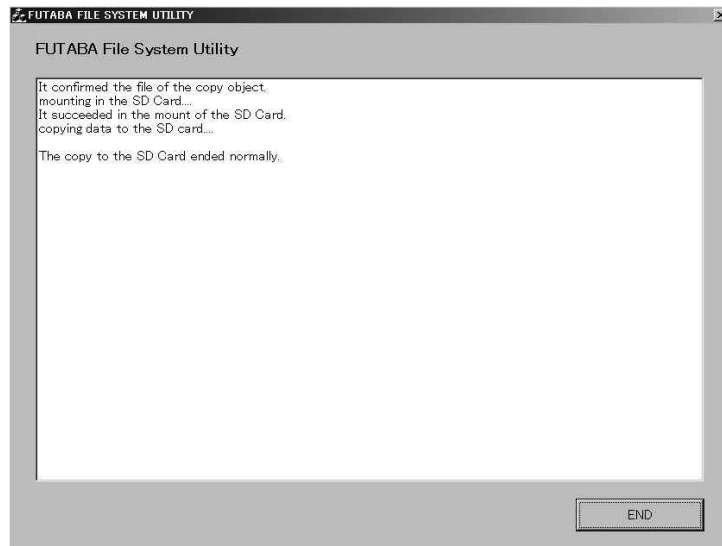 FUTABA FILE SYSTEM UTILITY
FUTABA File System Utility
It confirmed the file of the copy object.
mounting in the SD Card....
It succeeded in the mount of the SD Card.
copying data to the SD card....
The copy to the SD Card ended normally.
END